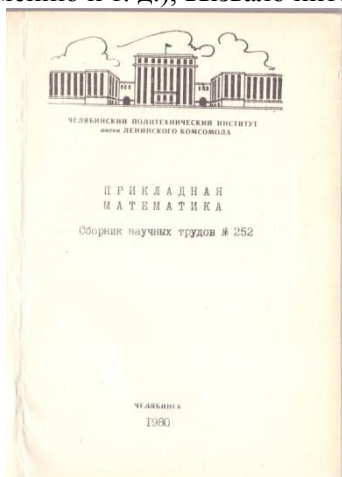 ЧЕЛЯБИНСКИЙ ПОЛИТЕХНИЧЕСКИЙ ИНСТИТУТ
имени ЛЕНИНСКОГО КОМСОМОЛА
ПРИКЛАДНАЯ
МАТЕМАТИКА
Сборник научных трудов № 252
ЧЕЛЯБИНСК
1980